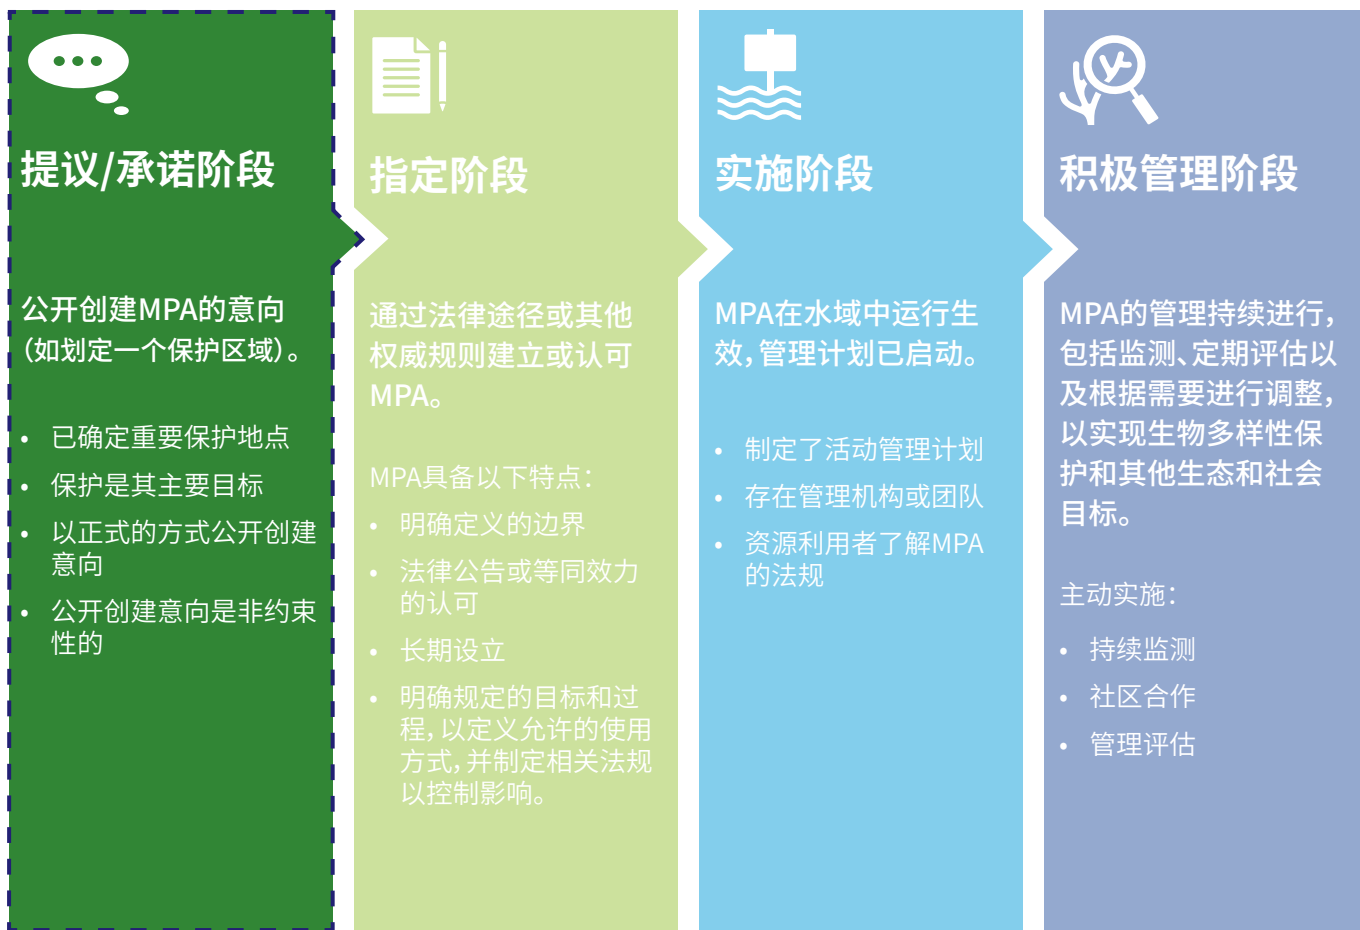 提议/承诺阶段
公开创建MPA的意向
（如划定一个保护区域）。
• 已确定重要保护地点
• 保护是其主要目标
• 以正式的方式公开创建
意向
• 公开创建意向是非约束
性的
指定阶段
通过法律途径或其他
权威规则建立或认可
MPA。
MPA具备以下特点：
• 明确定义的边界
• 法律公告或等同效力
的认可
• 长期设立
• 明确规定的目标和过
程，以定义允许的使用
方式，并制定相关法规
以控制影响。
实施阶段
MPA在水域中运行生
效，管理计划已启动。
• 制定了活动管理计划
• 存在管理机构或团队
• 资源利用者了解MPA
的法规
积极管理阶段
MPA的管理持续进行，
包括监测、定期评估以
及根据需要进行调整，
以实现生物多样性保
护和其他生态和社会
目标。
主动实施：
• 持续监测
• 社区合作
• 管理评估